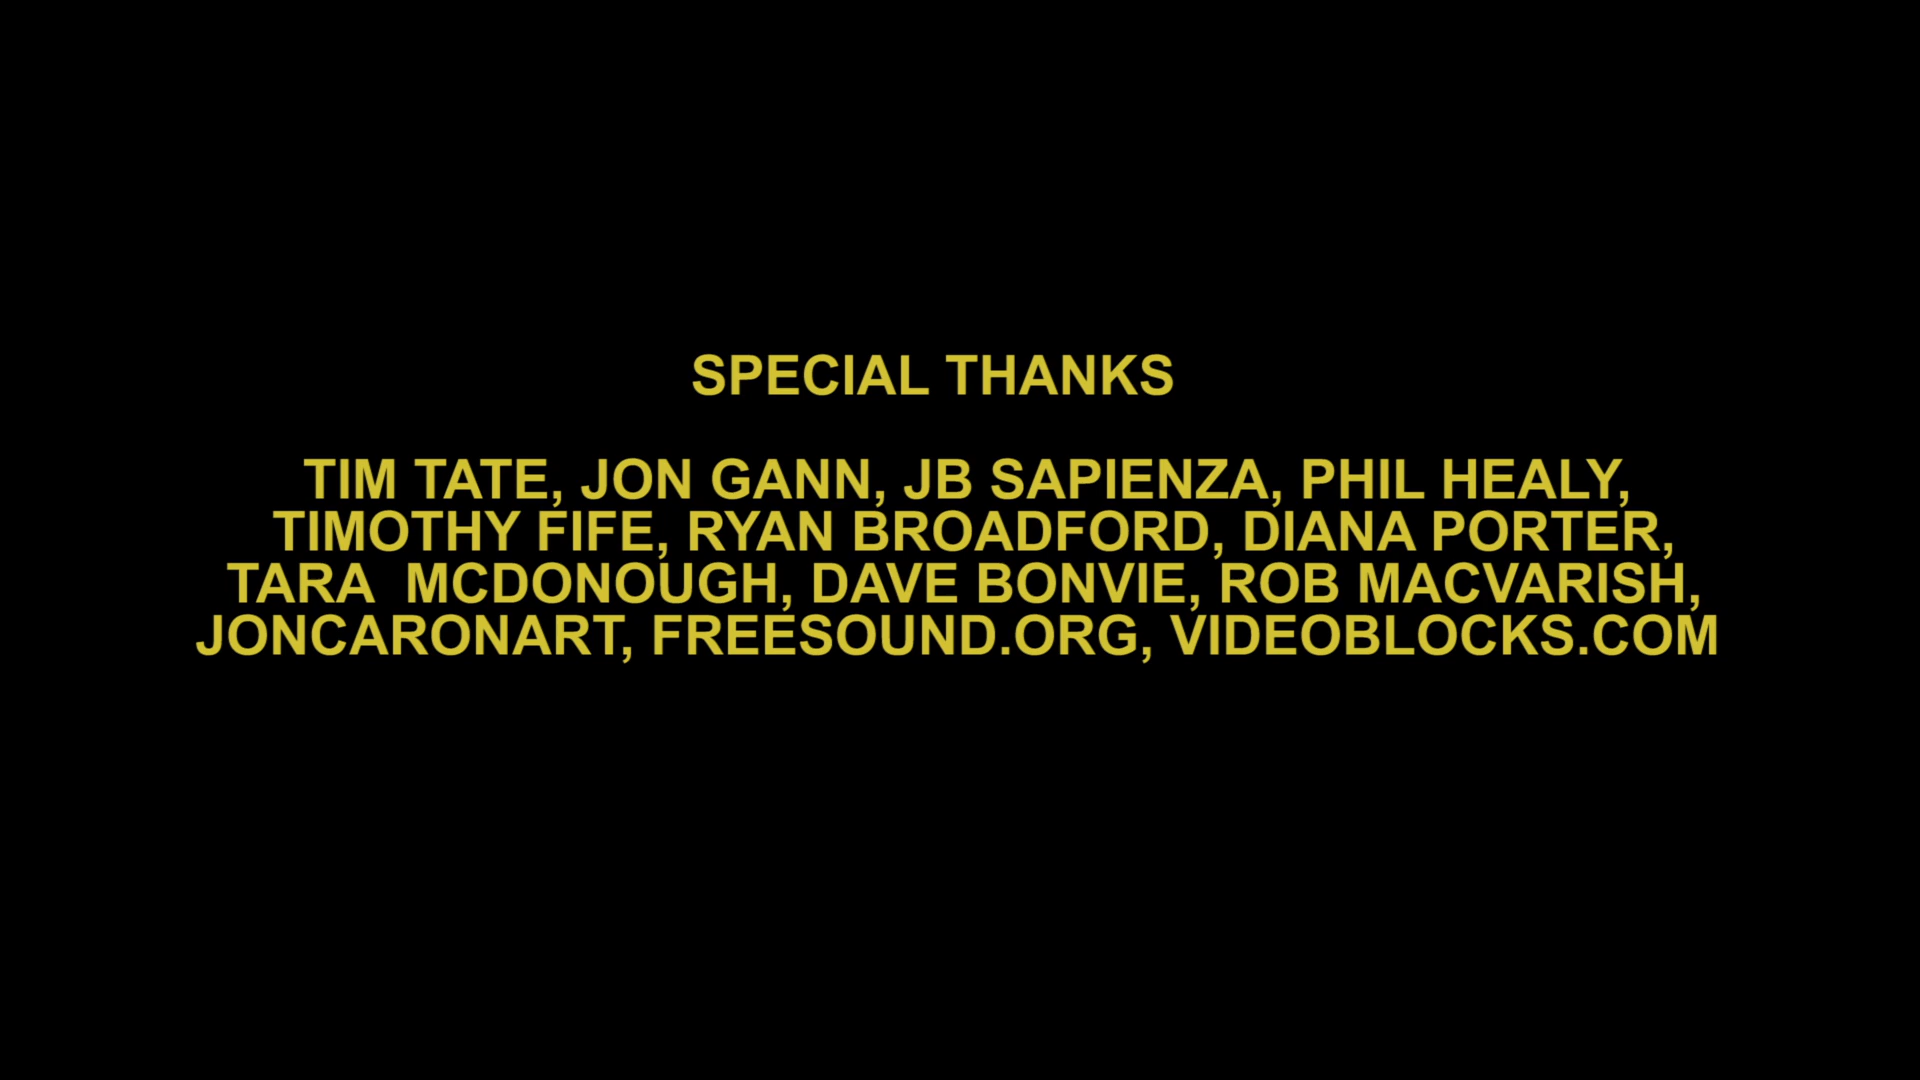 SPECIAL THANKS
TIM TATE, JON GANN, JB SAPIENZA, PHIL HEALY,
TIMOTHY FIFE, RYAN BROADFORD, DIANA PORTER,
TARA  MCDONOUGH, DAVE BONVIE, ROB MACVARISH,
JONCARONART, FREESOUND.ORG, VIDEOBLOCKS.COM